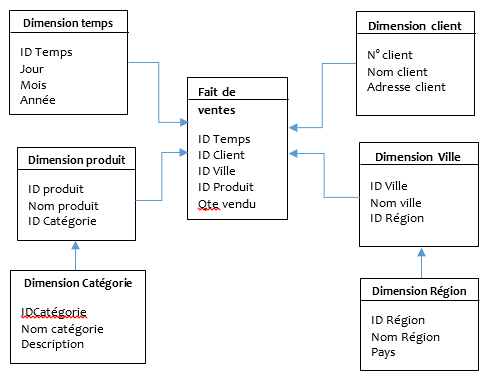 Dimension temps
ID Temps
Jour
Mois
Année
Dimension client
N° client
Nom client
Adresse client
Fait de
ventes
ID Temps
ID Client
ID Ville
ID Produit
Qte vendu
Dimension produit
ID produit
Nom produit
ID Catégorie
Dimension Ville
ID Ville
Nom ville
ID Région
Dimension Catégorie
IDCatégorie
Nom catégorie
Description
Dimension Région
ID Région
Nom Région
Pays